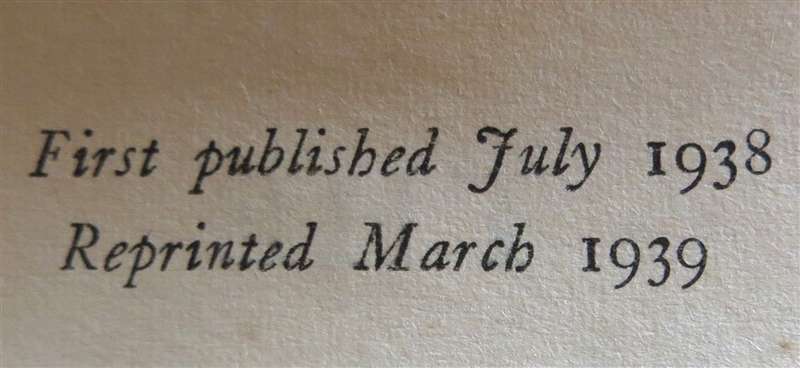 First published July 1938
Reprinted March 1939